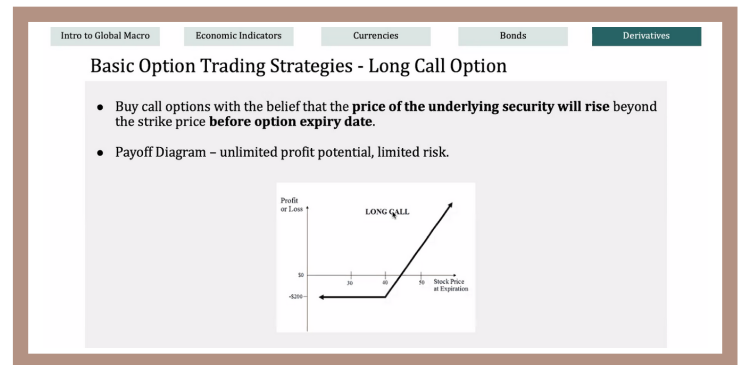 Intro to Global Macro
Economic Indicators
Currencies
Bonds
Derivatives
Basic Option Trading Strategies - Long Call Option
● Buy call options with the belief that the price of the underlying security will rise beyond
the strike price before option expiry date.
● Payoff Diagram – unlimited profit potential, limited risk.
Profit
or Loss
LONG CALL
$0
30
40
50
Stock Price
at Expiration
-$200